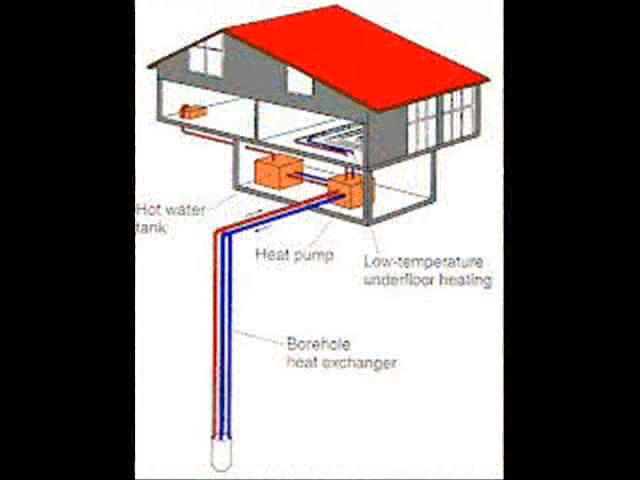 Hot water
tank
Heat pump
Low-temperature
underfloor heating
Borehole
heat exchanger